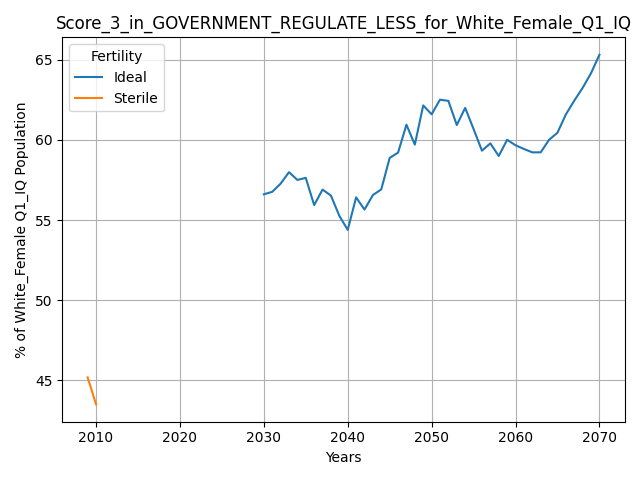 Score_3_in_GOVERNMENT_REGULATE_LESS_for_White_Female_Q1_IQ
Fertility
Ideal
Sterile
65
60
55
50
45
% of White_Female Q1_IQ Population
2010 2020 2030 2040 2050 2060 2070
Years